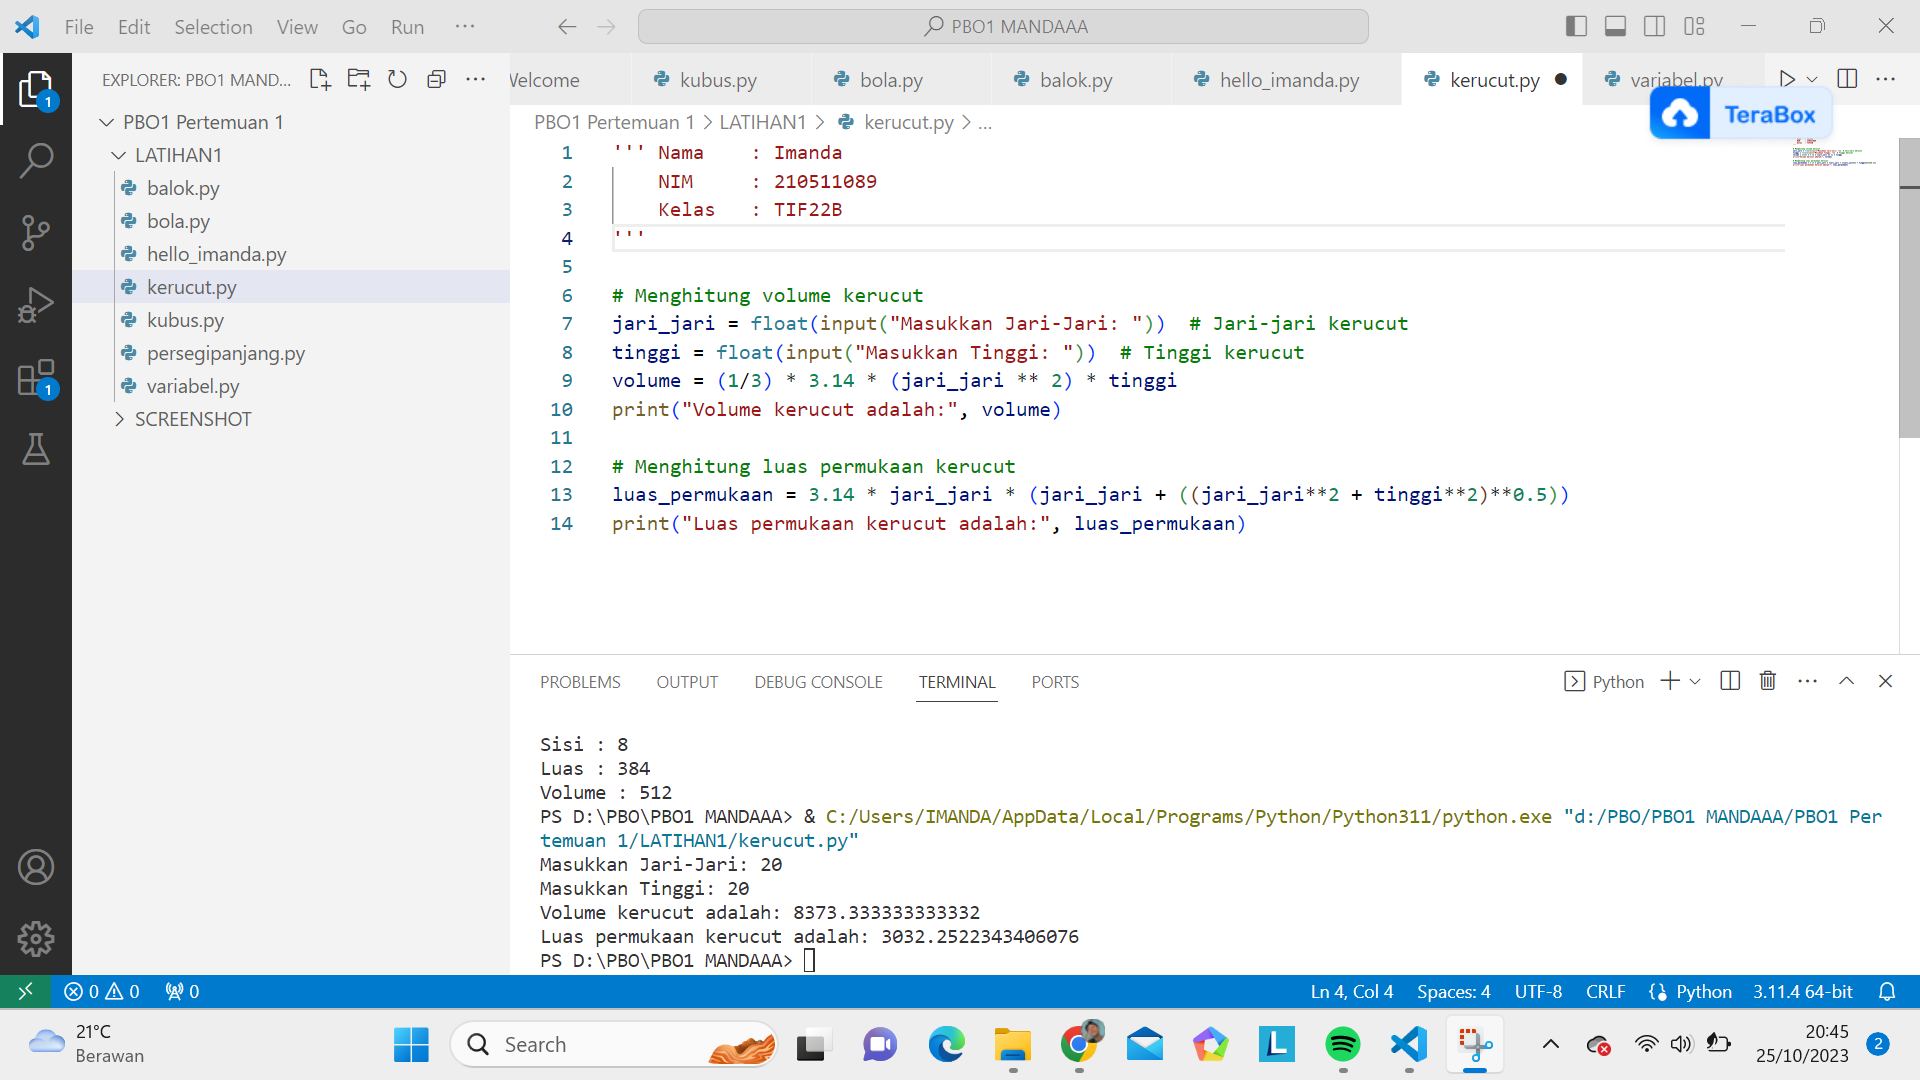 File Edit Selection View Go Run ···
PBO1 MANDAAA
EXPLORER: PBO1 MAND...
Welcome kubus.py bola.py balok.py hello_imanda.py kerucut.py variabel.py
TeraBox
PBO1 Pertemuan 1 > LATIHAN1 > kerucut.py > ...
PBO1 Pertemuan 1
LATIHAN1
balok.py
bola.py
hello_imanda.py
kerucut.py
kubus.py
persegipanjang.py
variabel.py
SCREENSHOT
1
1
1 ''' Nama    : Imanda
2     NIM     : 210511089
3     Kelas   : TIF22B
4 '''
5
6 # Menghitung volume kerucut
7 jari_jari = float(input("Masukkan Jari-Jari: "))  # Jari-jari kerucut
8 tinggi = float(input("Masukkan Tinggi: "))  # Tinggi kerucut
9 volume = (1/3) * 3.14 * (jari_jari ** 2) * tinggi
10 print("Volume kerucut adalah:", volume)
11
12 # Menghitung luas permukaan kerucut
13 luas_permukaan = 3.14 * jari_jari * (jari_jari + ((jari_jari**2 + tinggi**2)**0.5))
14 print("Luas permukaan kerucut adalah:", luas_permukaan)
PROBLEMS OUTPUT DEBUG CONSOLE TERMINAL PORTS
Python
Sisi : 8
Luas : 384
Volume : 512
PS D:\PBO\PBO1 MANDAAA> & C:/Users/IMANDA/AppData/Local/Programs/Python/Python311/python.exe "d:/PBO/PBO1 MANDAAA/PBO1 Per
temuan 1/LATIHAN1/kerucut.py"
Masukkan Jari-Jari: 20
Masukkan Tinggi: 20
Volume kerucut adalah: 8373.333333333332
Luas permukaan kerucut adalah: 3032.2522343406076
PS D:\PBO\PBO1 MANDAAA>
0 0 0
Ln 4, Col 4 Spaces: 4 UTF-8 CRLF Python 3.11.4 64-bit
21°C
Berawan
Search
L
20:45
25/10/2023
2